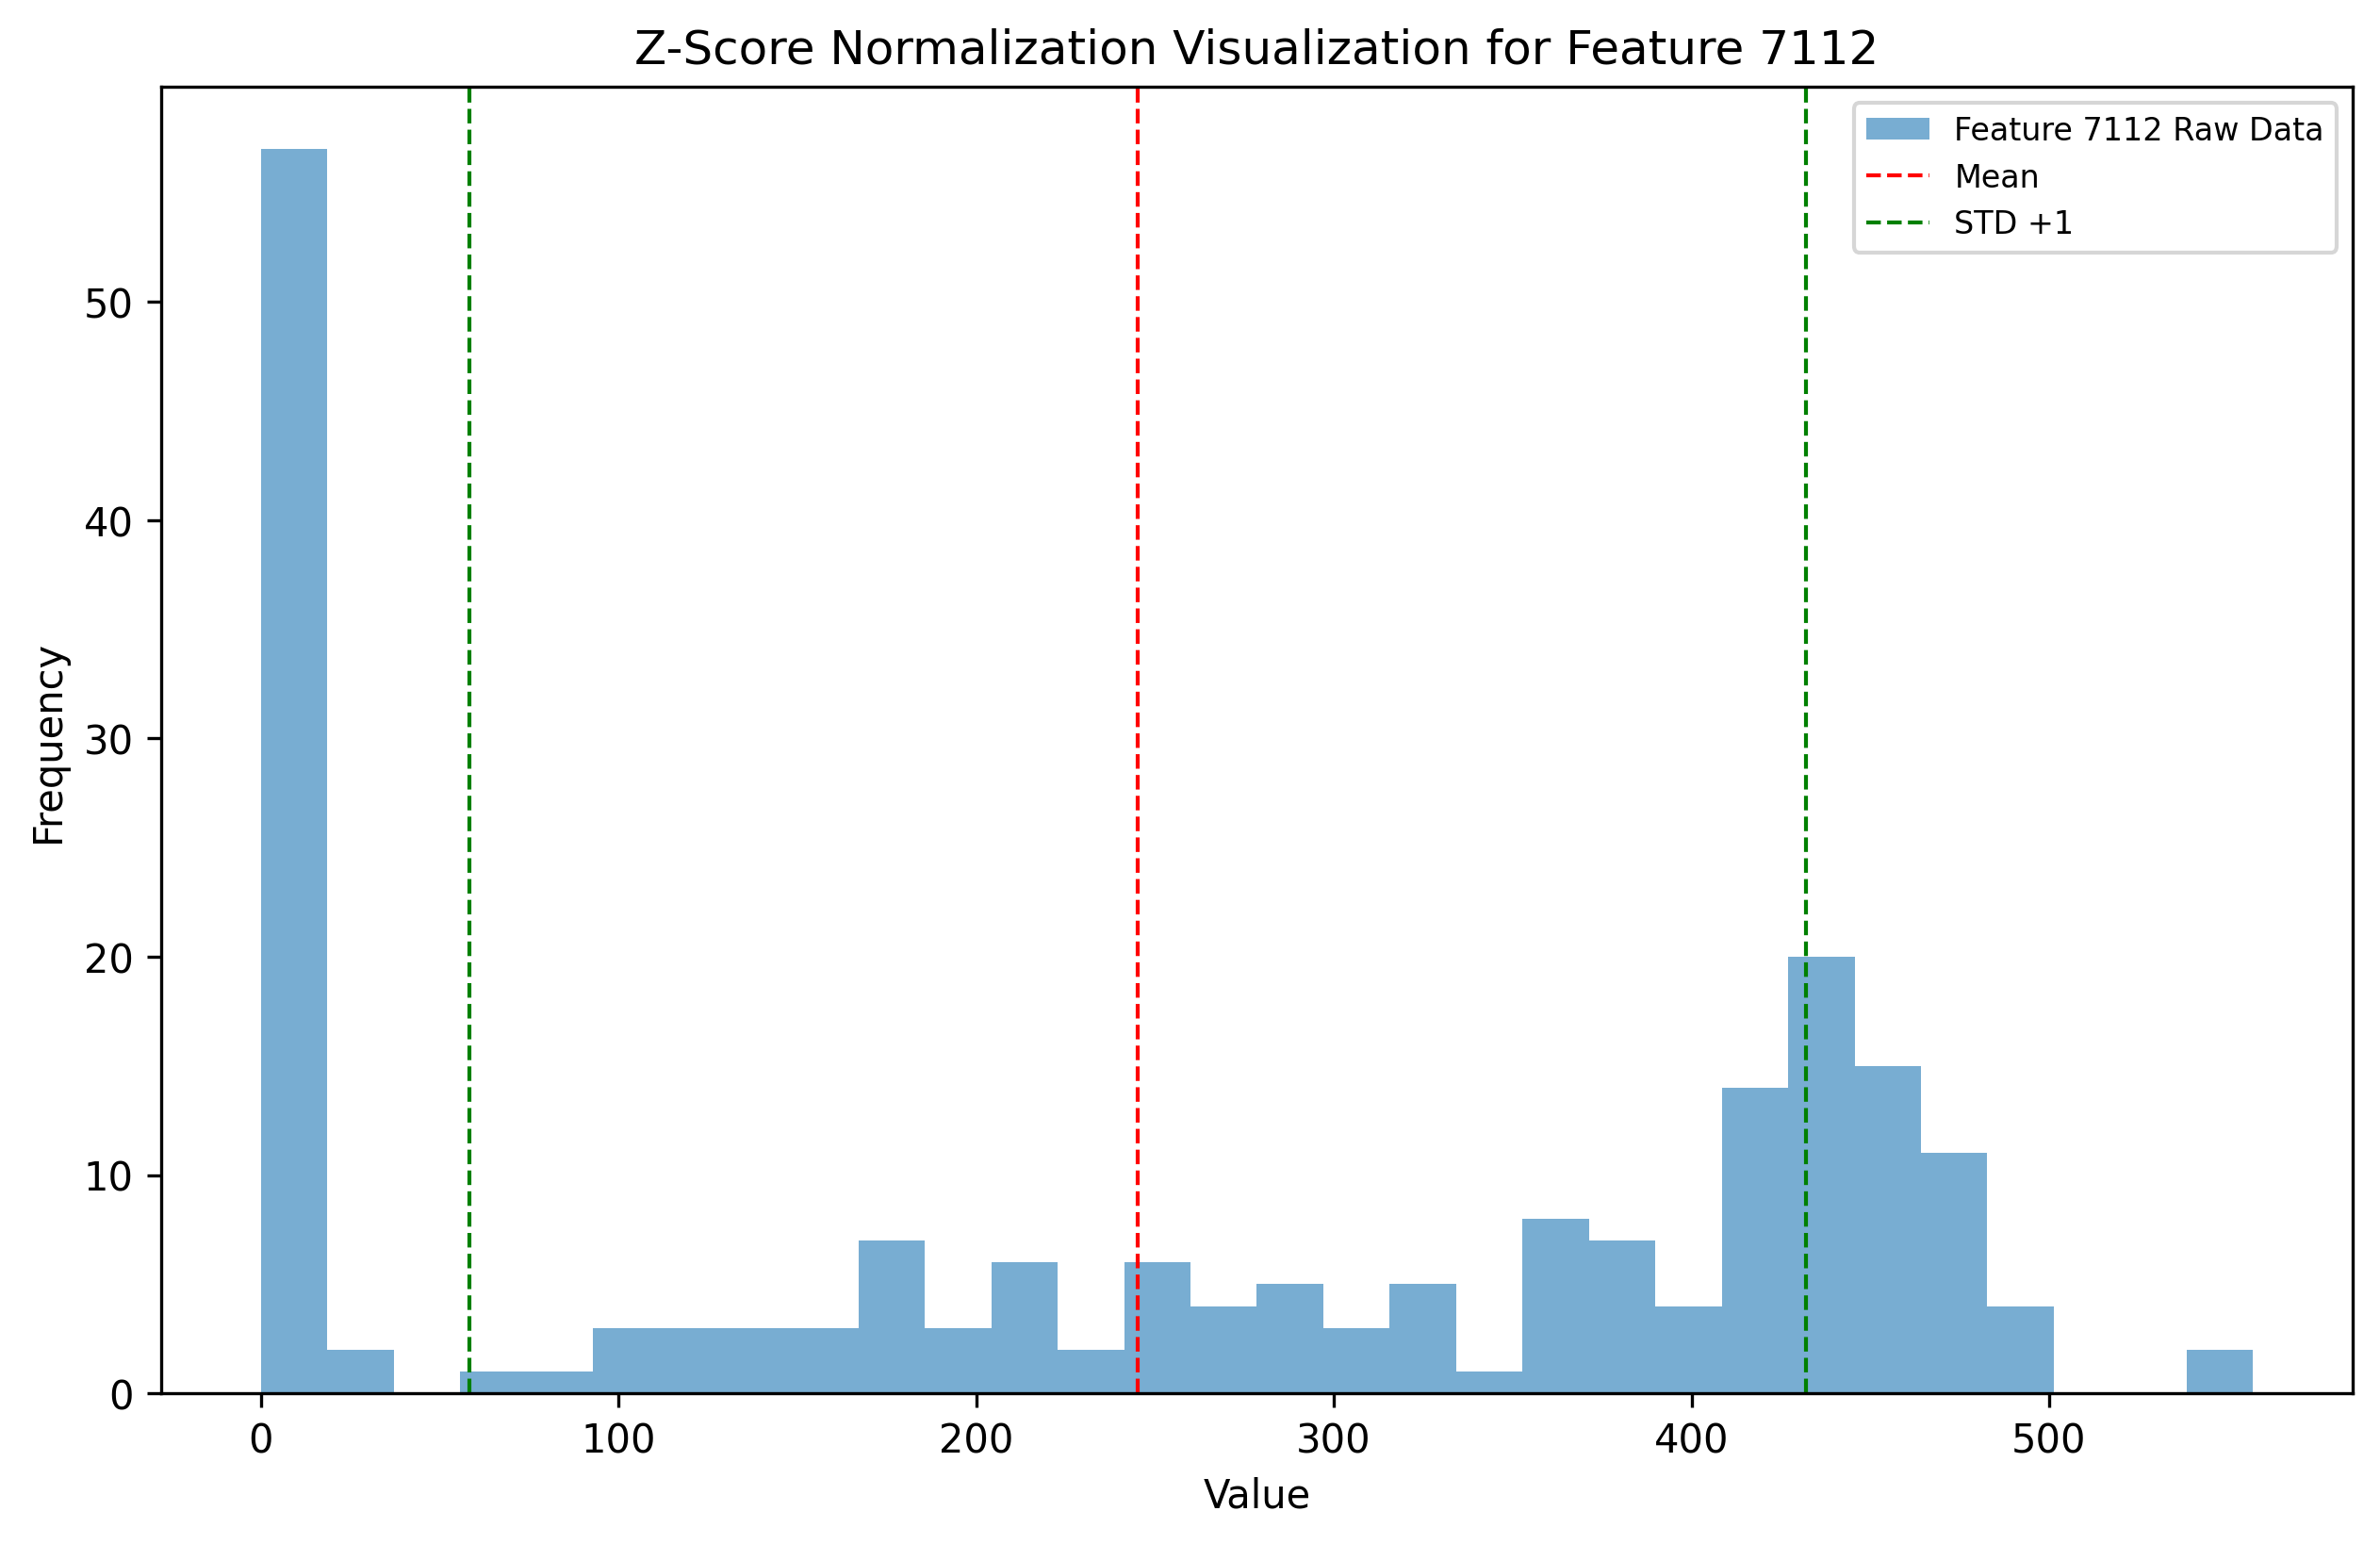 Z-Score Normalization Visualization for Feature 7112
Feature 7112 Raw Data
Mean
STD +1
Frequency
50
40
30
20
10
0
0 100 200 300 400 500
Value